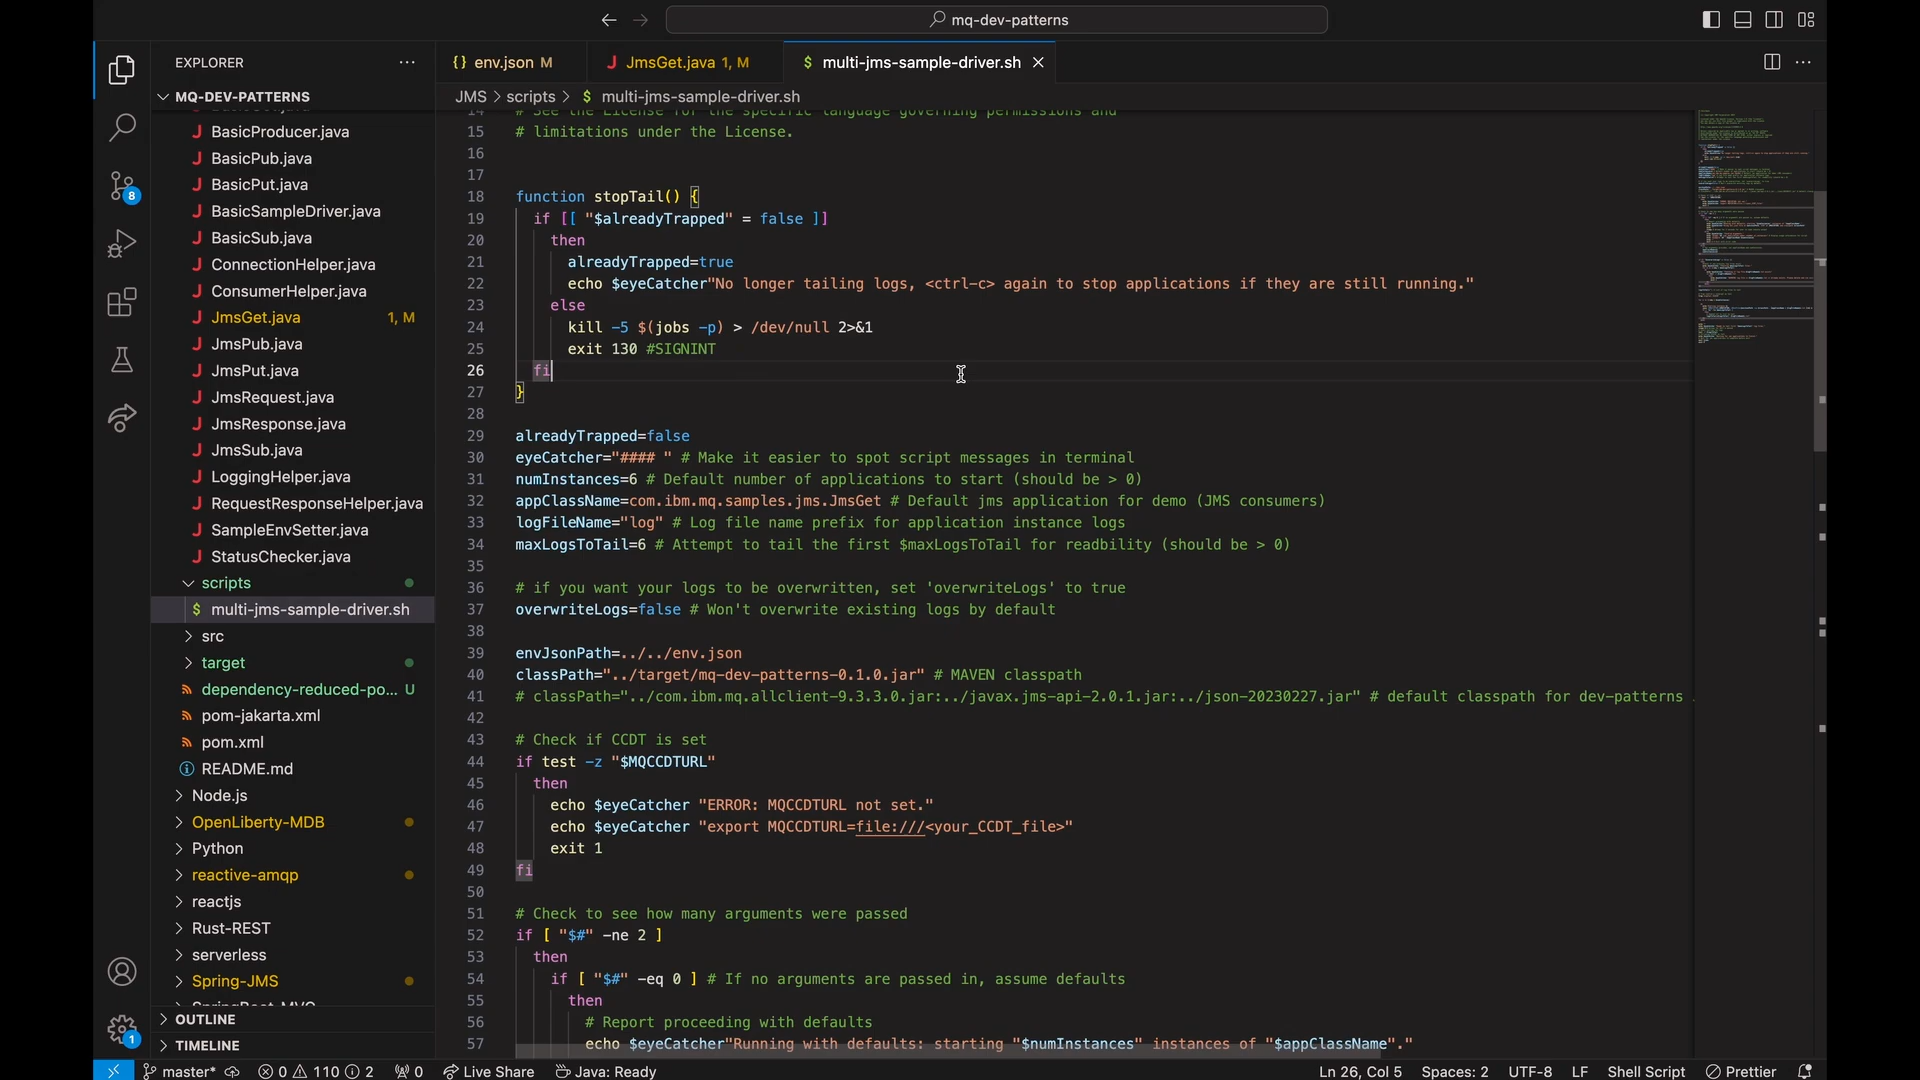 mq-dev-patterns
EXPLORER
MQ-DEV-PATTERNS
BasicProducer.java
BasicPub.java
BasicPut.java
BasicSampleDriver.java
BasicSub.java
ConnectionHelper.java
ConsumerHelper.java
JmsGet.java 1, M
JmsPub.java
JmsPut.java
JmsRequest.java
JmsResponse.java
JmsSub.java
LoggingHelper.java
RequestResponseHelper.java
SampleEnvSetter.java
StatusChecker.java
scripts
$ multi-jms-sample-driver.sh
src
target
dependency-reduced-po... U
pom-jakarta.xml
pom.xml
README.md
Node.js
OpenLiberty-MDB
Python
reactive-amqp
reactjs
Rust-REST
serverless
Spring-JMS
SpringBoot-MVC
OUTLINE
TIMELINE
8
1
{} env.json M
J JmsGet.java 1, M
$ multi-jms-sample-driver.sh
JMS > scripts > $ multi-jms-sample-driver.sh
14 # See the License for the specific language governing permissions and
15 # limitations under the License.
16
17
18 function stopTail() {
19 if [[ "$alreadyTrapped" = false ]]
20 then
21 alreadyTrapped=true
22 echo $eyeCatcher"No longer tailing logs, <ctrl-c> again to stop applications if they are still running."
23 else
24 kill -5 $(jobs -p) > /dev/null 2>&1
25 exit 130 #SIGNINT
26 fi
27 }
28
29 alreadyTrapped=false
30 eyeCatcher="#### " # Make it easier to spot script messages in terminal
31 numInstances=6 # Default number of applications to start (should be > 0)
32 appClassName=com.ibm.mq.samples.jms.JmsGet # Default jms application for demo (JMS consumers)
33 logFileName="log" # Log file name prefix for application instance logs
34 maxLogsToTail=6 # Attempt to tail the first $maxLogsToTail for readbility (should be > 0)
35
36 # if you want your logs to be overwritten, set 'overwriteLogs' to true
37 overwriteLogs=false # Won't overwrite existing logs by default
38
39 envJsonPath=../../env.json
40 classPath="../target/mq-dev-patterns-0.1.0.jar" # MAVEN classpath
41 # classPath="../com.ibm.mq.allclient-9.3.3.0.jar:../javax.jms-api-2.0.1.jar:../json-20230227.jar" # default classpath for dev-patterns
42
43 # Check if CCDT is set
44 if test -z "$MQCCDTURL"
45 then
46 echo $eyeCatcher "ERROR: MQCCDTURL not set."
47 echo $eyeCatcher "export MQCCDTURL=file:///<your_CCDT_file>"
48 exit 1
49 fi
50
51 # Check to see how many arguments were passed
52 if [ "$#" -ne 2 ]
53 then
54 if [ "$#" -eq 0 ] # If no arguments are passed in, assume defaults
55 then
56 # Report proceeding with defaults
57 echo $eyeCatcher"Running with defaults: starting "$numInstances" instances of "$appClassName"."
master* 0 110 2 0 Live Share Java: Ready Ln 26, Col 5 Spaces: 2 UTF-8 LF Shell Script Prettier